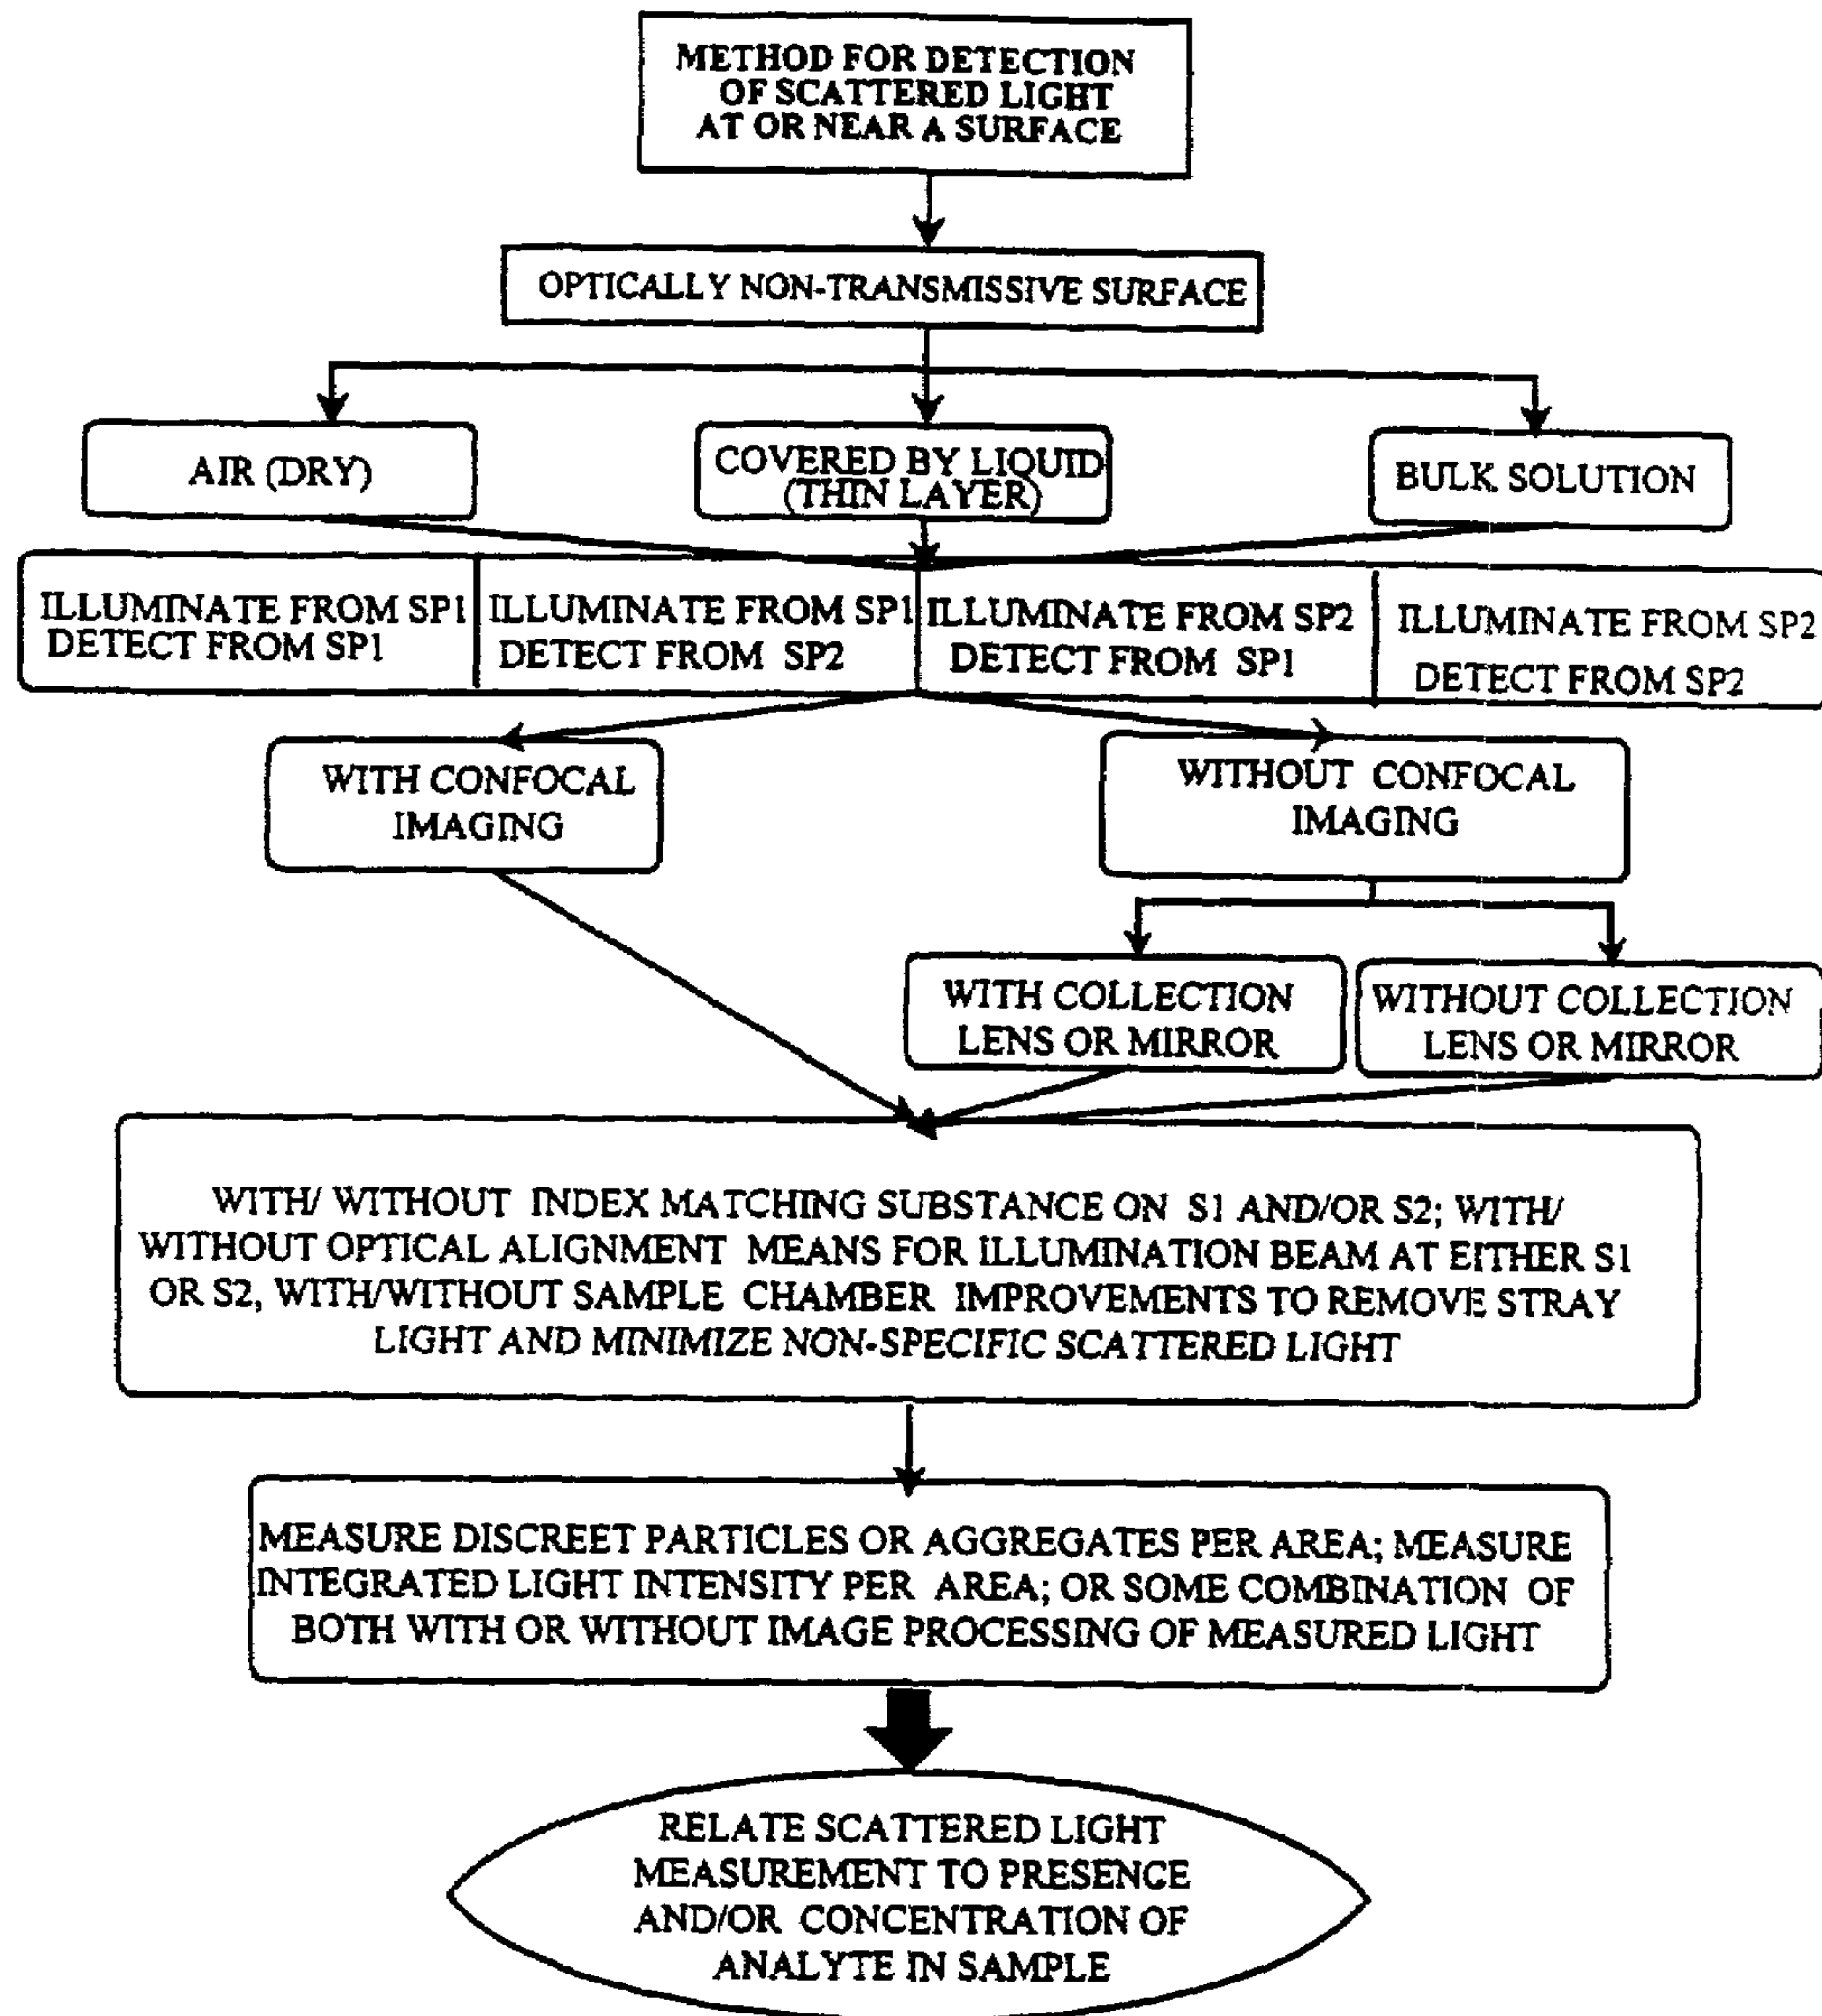 METHOD FOR DETECTION
OF SCATTERED LIGHT
AT OR NEAR A SURFACE
OPTICALLY NON-TRANSMISSIVE SURFACE
AIR (DRY)
COVERED BY LIQUID
(THIN LAYER)
BULK SOLUTION
ILLUMINATE FROM SP1
DETECT FROM SP1
ILLUMINATE FROM SP1
DETECT FROM SP2
ILLUMINATE FROM SP2
DETECT FROM SP1
ILLUMINATE FROM SP2
DETECT FROM SP2
WITH CONFOCAL
IMAGING
WITHOUT CONFOCAL
IMAGING
WITH COLLECTION
LENS OR MIRROR
WITHOUT COLLECTION
LENS OR MIRROR
WITH/ WITHOUT INDEX MATCHING SUBSTANCE ON S1 AND/OR S2; WITH/
WITHOUT OPTICAL ALIGNMENT MEANS FOR ILLUMINATION BEAM AT EITHER S1
OR S2, WITH/WITHOUT SAMPLE CHAMBER IMPROVEMENTS TO REMOVE STRAY
LIGHT AND MINIMIZE NON-SPECIFIC SCATTERED LIGHT
MEASURE DISCREET PARTICLES OR AGGREGATES PER AREA; MEASURE
INTEGRATED LIGHT INTENSITY PER AREA; OR SOME COMBINATION OF
BOTH WITH OR WITHOUT IMAGE PROCESSING OF MEASURED LIGHT
RELATE SCATTERED LIGHT
MEASUREMENT TO PRESENCE
AND/OR CONCENTRATION OF
ANALYTE IN SAMPLE